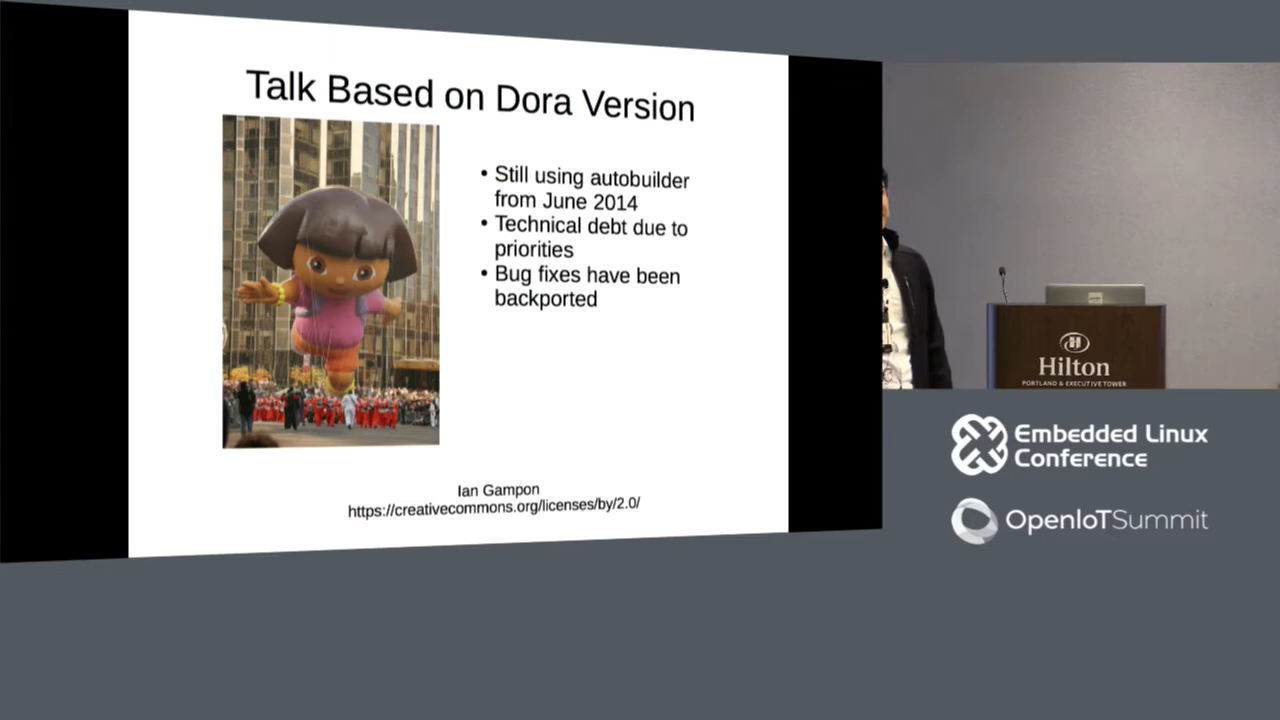 Talk Based on Dora Version
• Still using autobuilder
from June 2014
• Technical debt due to
priorities
• Bug fixes have been
backported
Ian Gampon
https://creativecommons.org/licenses/by/2.0/
Hilton
PORTLAND & EXECUTIVE TOWER
Embedded Linux
Conference
OpenIoTSummit